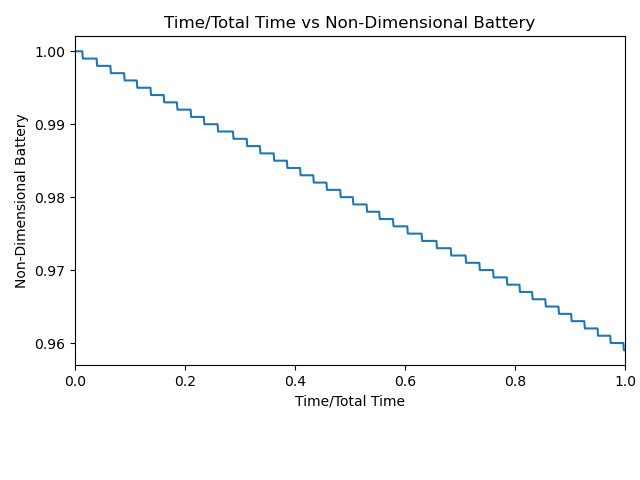 Time/Total Time vs Non-Dimensional Battery
Non-Dimensional Battery
1.00
0.99
0.98
0.97
0.96
0.0 0.2 0.4 0.6 0.8 1.0
Time/Total Time